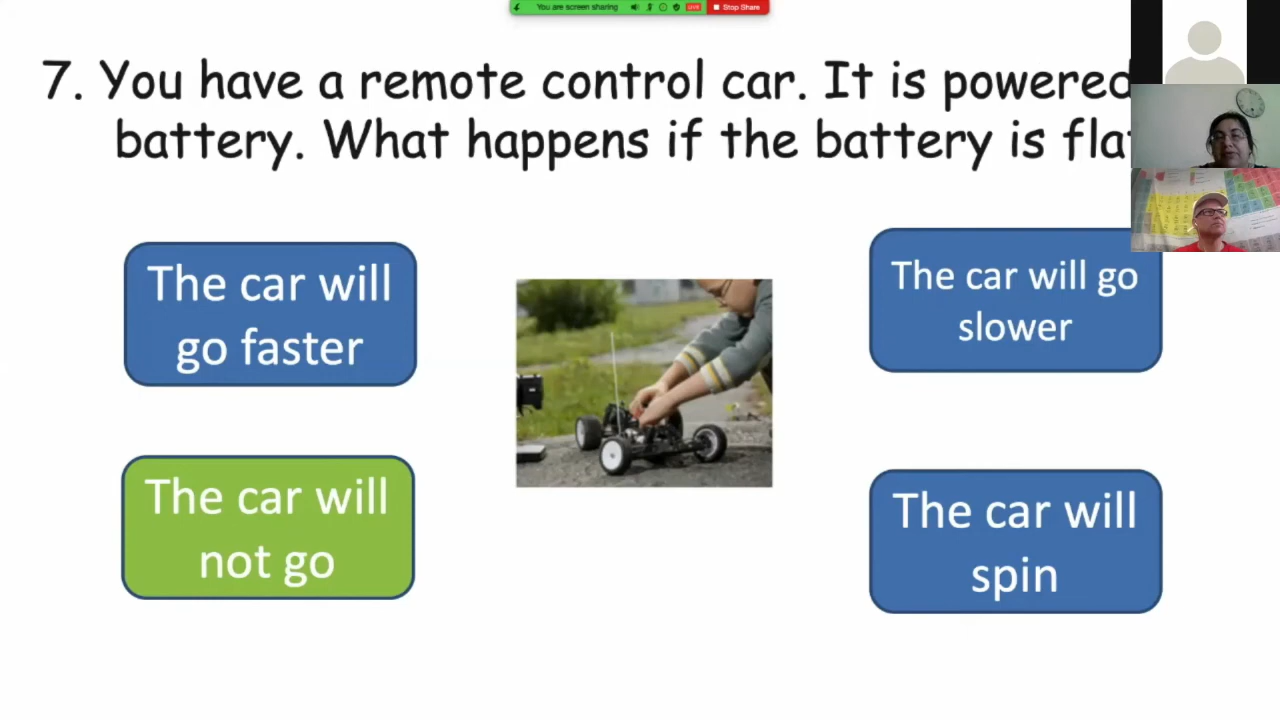 You are screen sharing
LIVE
Stop Share
7. You have a remote control car. It is powered
battery. What happens if the battery is flat
The car will
go faster
The car will go
slower
The car will
not go
The car will
spin